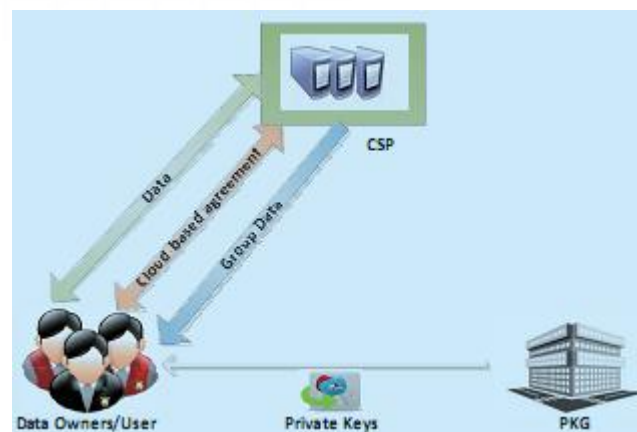 CSP
Data
Cloud based agreement
Group Data
Data Owners/User
Private Keys
PKG